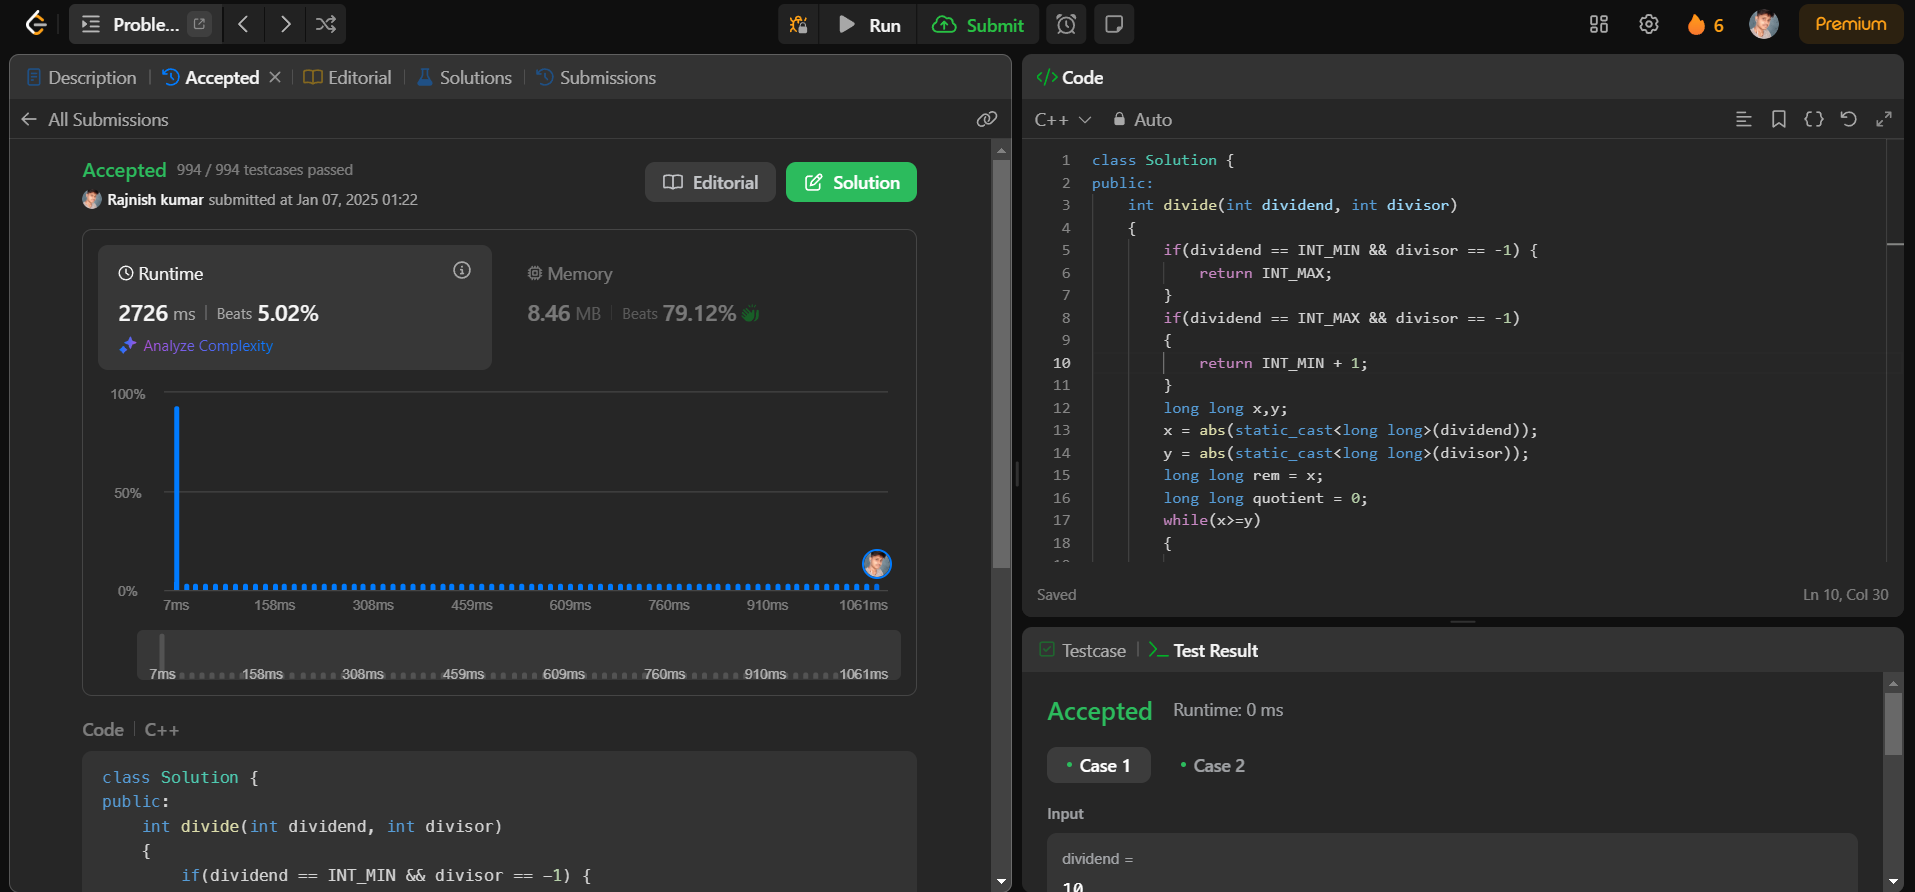 Proble...
Run
Submit
6
Premium
Description
Accepted
Editorial
Solutions
Submissions
All Submissions
Accepted 994 / 994 testcases passed
Rajnish kumar submitted at Jan 07, 2025 01:22
Editorial
Solution
Runtime
2726 ms | Beats 5.02%
Analyze Complexity
Memory
8.46 MB | Beats 79.12%
100%
50%
0%
7ms 158ms 308ms 459ms 609ms 760ms 910ms 1061ms
7ms 158ms 308ms 459ms 609ms 760ms 910ms 1061ms
Code | C++
class Solution {
public:
    int divide(int dividend, int divisor)
    {
        if(dividend == INT_MIN && divisor == -1) {
</> Code
C++ Auto
1 class Solution {
2 public:
3     int divide(int dividend, int divisor)
4     {
5         if(dividend == INT_MIN && divisor == -1) {
6             return INT_MAX;
7         }
8         if(dividend == INT_MAX && divisor == -1)
9         {
10             return INT_MIN + 1;
11         }
12         long long x,y;
13         x = abs(static_cast<long long>(dividend));
14         y = abs(static_cast<long long>(divisor));
15         long long rem = x;
16         long long quotient = 0;
17         while(x>=y)
18         {
Saved
Ln 10, Col 30
Testcase
Test Result
Accepted Runtime: 0 ms
Case 1
Case 2
Input
dividend =
10